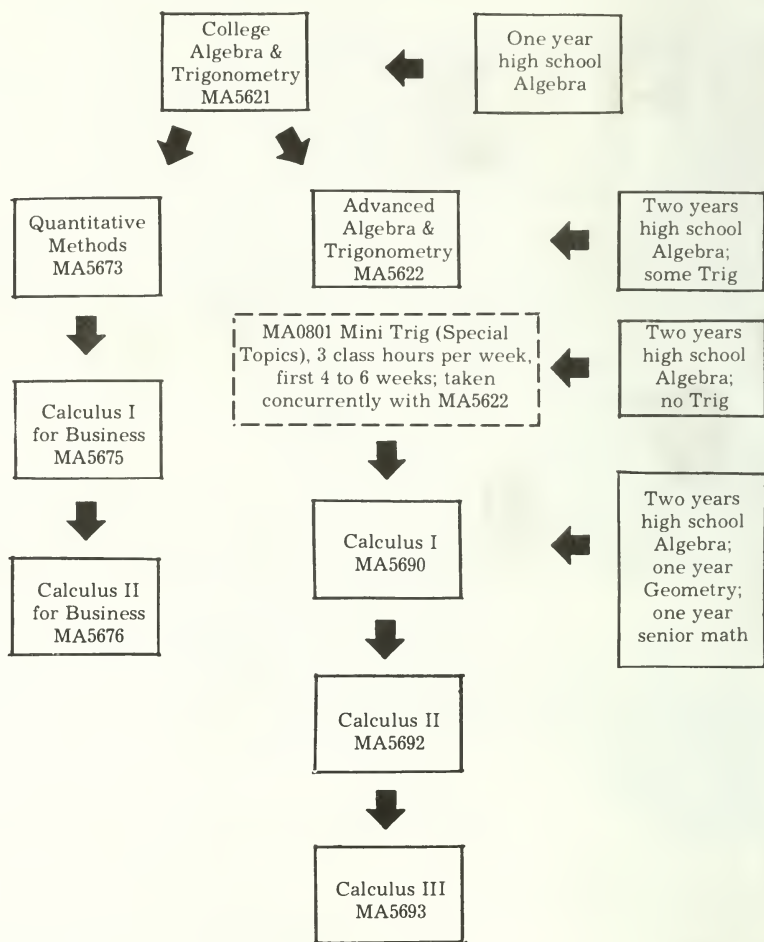 College
Algebra &
Trigonometry
MA5621
One year
high school
Algebra
Quantitative
Methods
MA5673
Advanced
Algebra &
Trigonometry
MA5622
Two years
high school
Algebra;
some Trig
MA0801 Mini Trig (Special
Topics), 3 class hours per week,
first 4 to 6 weeks; taken
concurrently with MA5622
Two years
high school
Algebra;
no Trig
Calculus I
for Business
MA5675
Calculus I
MA5690
Two years
high school
Algebra;
one year
Geometry;
one year
senior math
Calculus II
for Business
MA5676
Calculus II
MA5692
Calculus III
MA5693